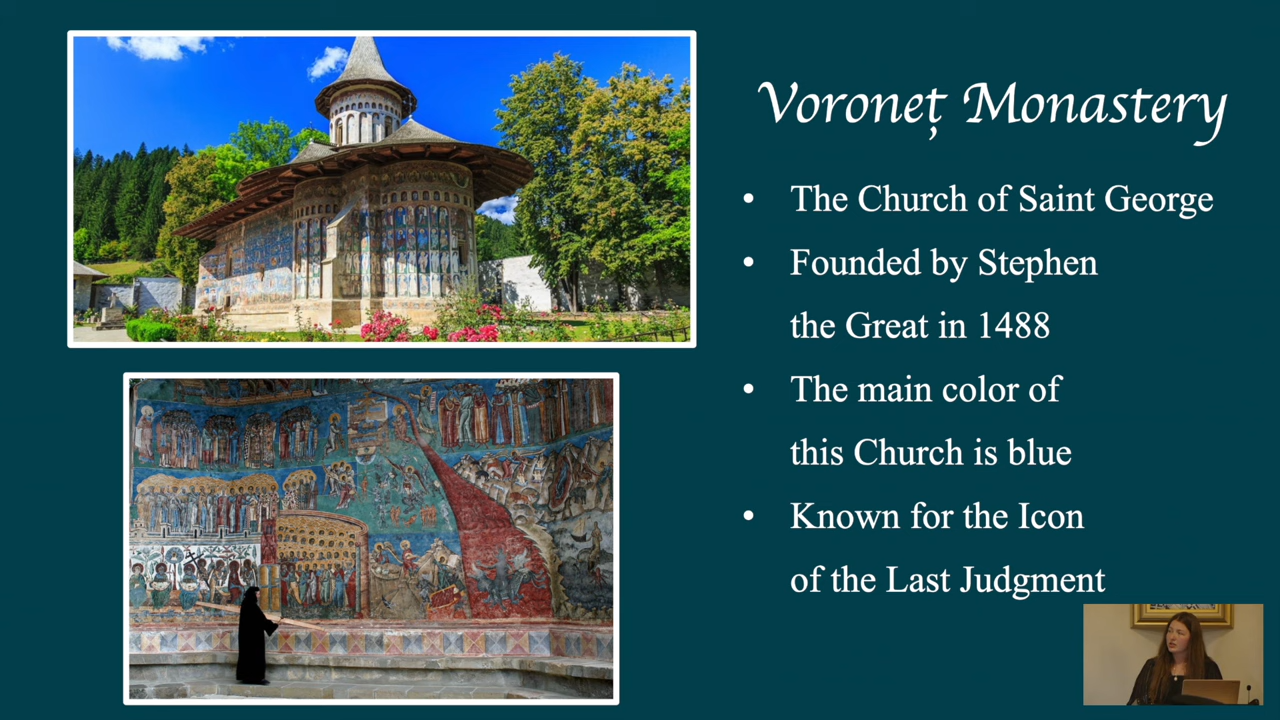 Voroneț Monastery
• The Church of Saint George
• Founded by Stephen
the Great in 1488
• The main color of
this Church is blue
• Known for the Icon
of the Last Judgment